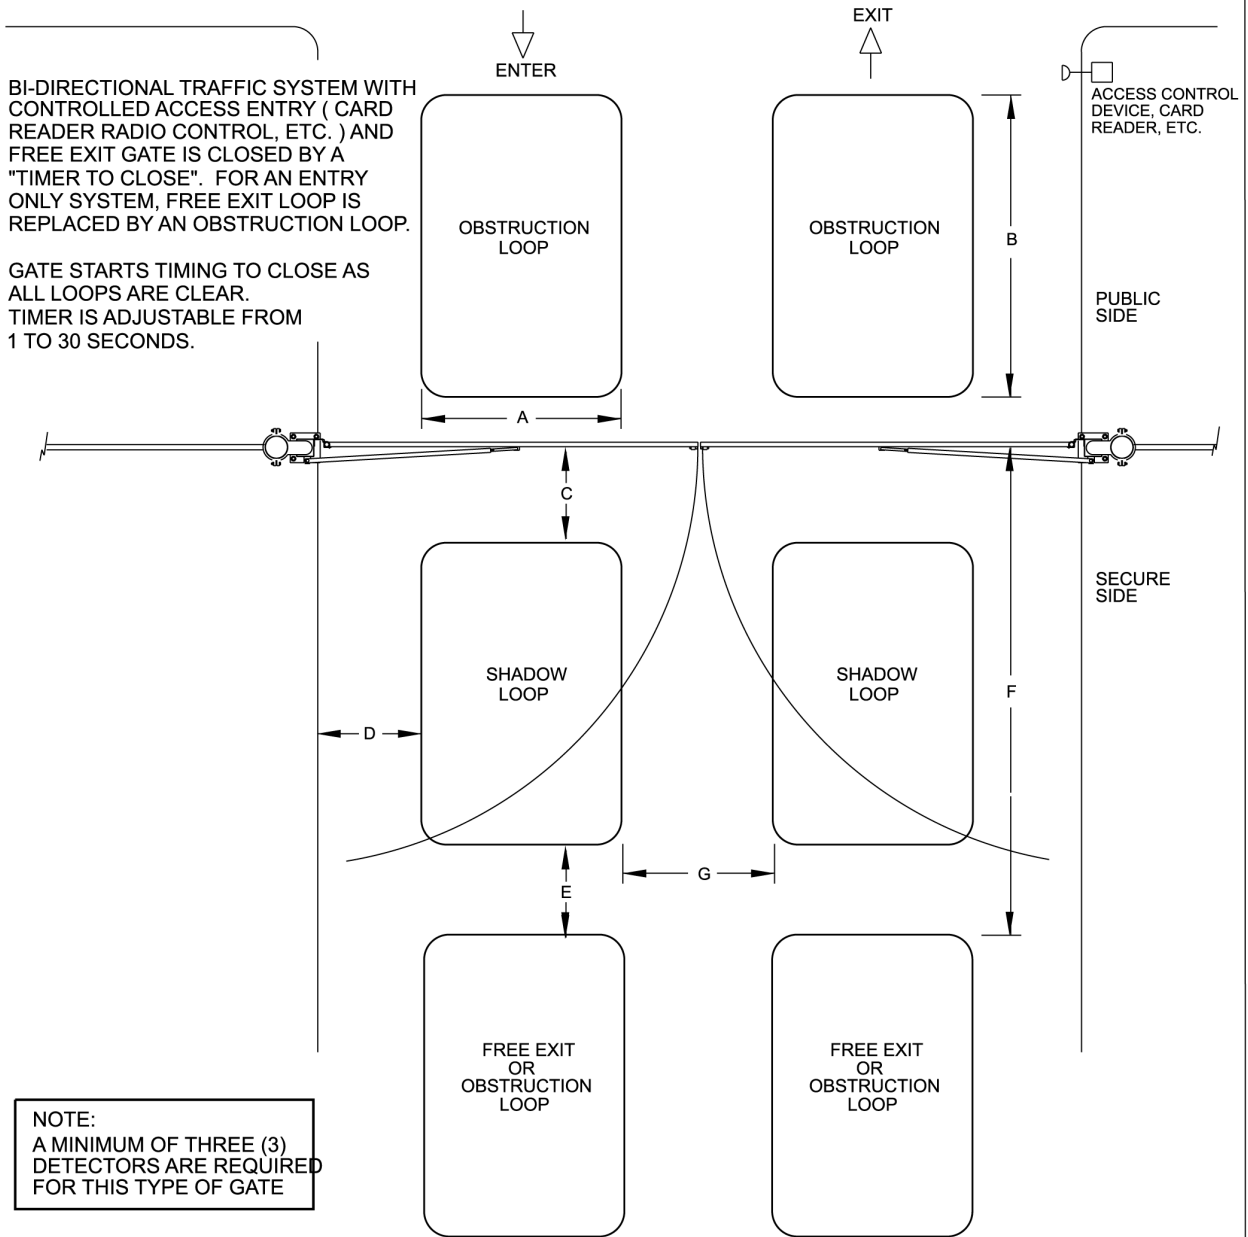 EXIT
ENTER
BI-DIRECTIONAL TRAFFIC SYSTEM WITH
CONTROLLED ACCESS ENTRY ( CARD
READER RADIO CONTROL, ETC. ) AND
FREE EXIT GATE IS CLOSED BY A
"TIMER TO CLOSE".  FOR AN ENTRY
ONLY SYSTEM, FREE EXIT LOOP IS
REPLACED BY AN OBSTRUCTION LOOP.
GATE STARTS TIMING TO CLOSE AS
ALL LOOPS ARE CLEAR.
TIMER IS ADJUSTABLE FROM
1 TO 30 SECONDS.
ACCESS CONTROL
DEVICE, CARD
READER, ETC.
OBSTRUCTION
LOOP
OBSTRUCTION
LOOP
B
PUBLIC
SIDE
A
C
SECURE
SIDE
SHADOW
LOOP
SHADOW
LOOP
F
D
G
E
FREE EXIT
OR
OBSTRUCTION
LOOP
FREE EXIT
OR
OBSTRUCTION
LOOP
NOTE:
A MINIMUM OF THREE (3)
DETECTORS ARE REQUIRED
FOR THIS TYPE OF GATE